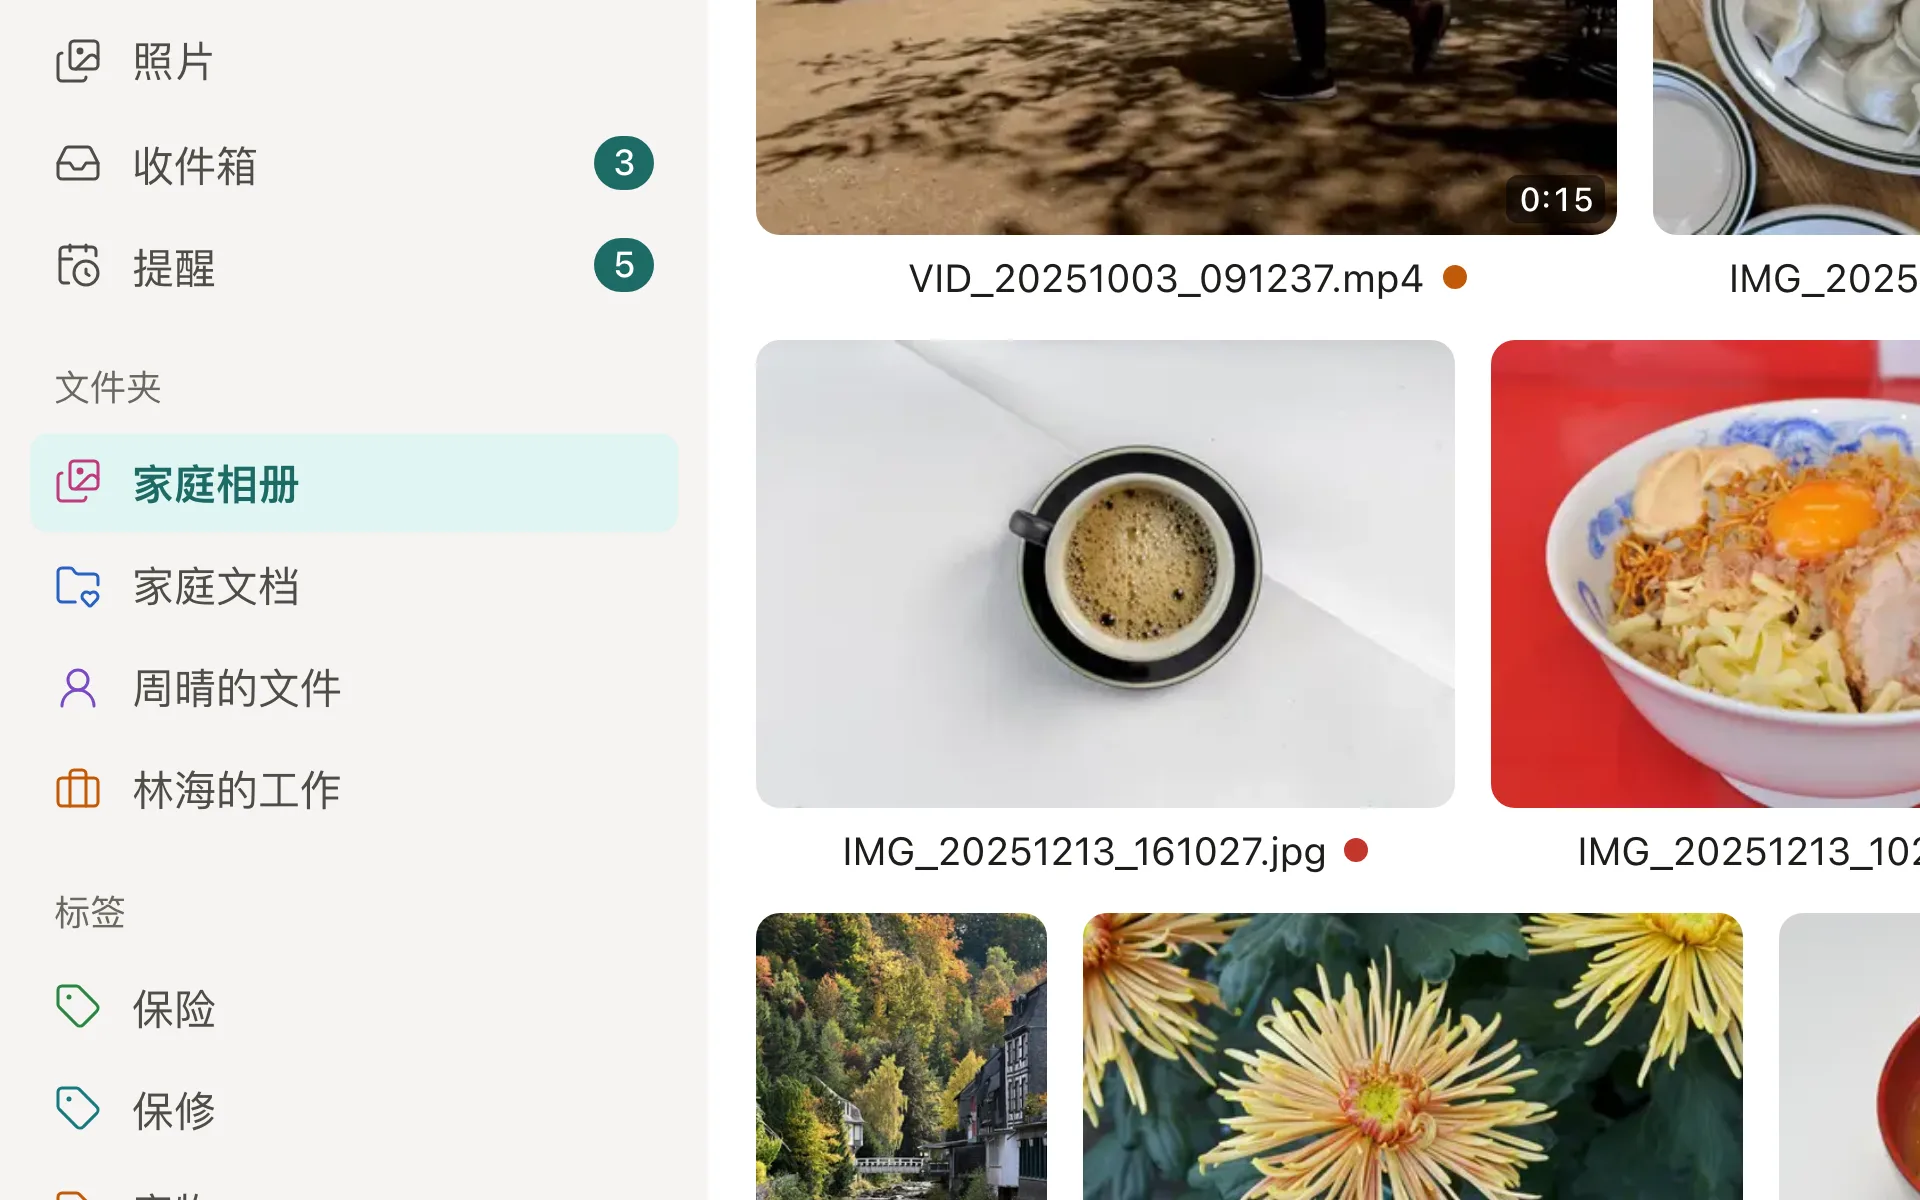 照片
收件箱
3
提醒
5
文件夹
家庭相册
家庭文档
周晴的文件
林海的工作
标签
保险
保修
0:15
VID_20251003_091237.mp4
IMG_2025
IMG_20251213_161027.jpg
IMG_20251213_102